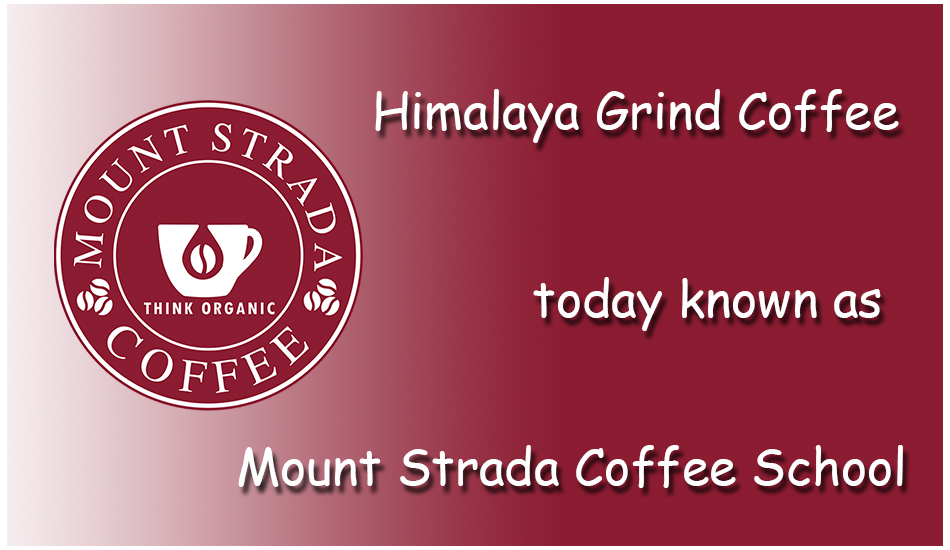 MOUNT STRADA
THINK ORGANIC
COFFEE
Himalaya Grind Coffee
today known as
Mount Strada Coffee School